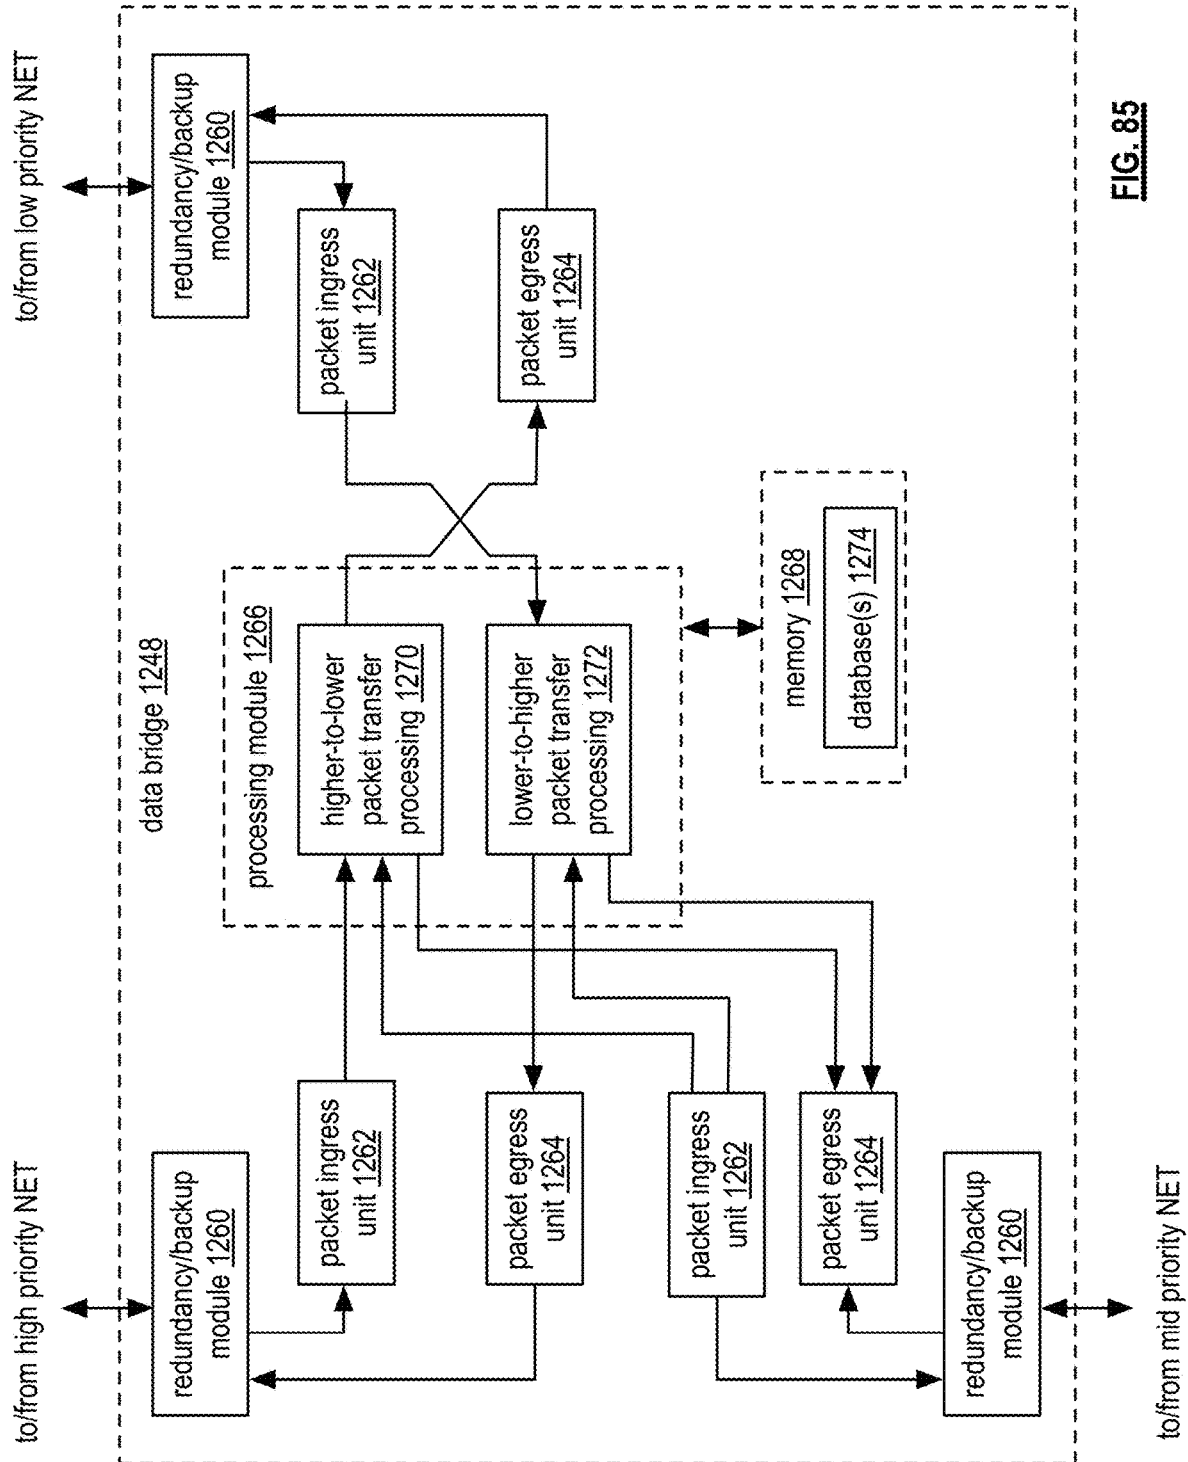 to/from high priority NET
to/from low priority NET
data bridge 1248
redundancy/backup
module 1260
redundancy/backup
module 1260
processing module 1266
packet ingress
unit 1262
higher-to-lower
packet transfer
processing 1270
packet ingress
unit 1262
packet egress
unit 1264
lower-to-higher
packet transfer
processing 1272
packet egress
unit 1264
packet ingress
unit 1262
memory 1268
packet egress
unit 1264
database(s) 1274
redundancy/backup
module 1260
to/from mid priority NET
FIG. 85